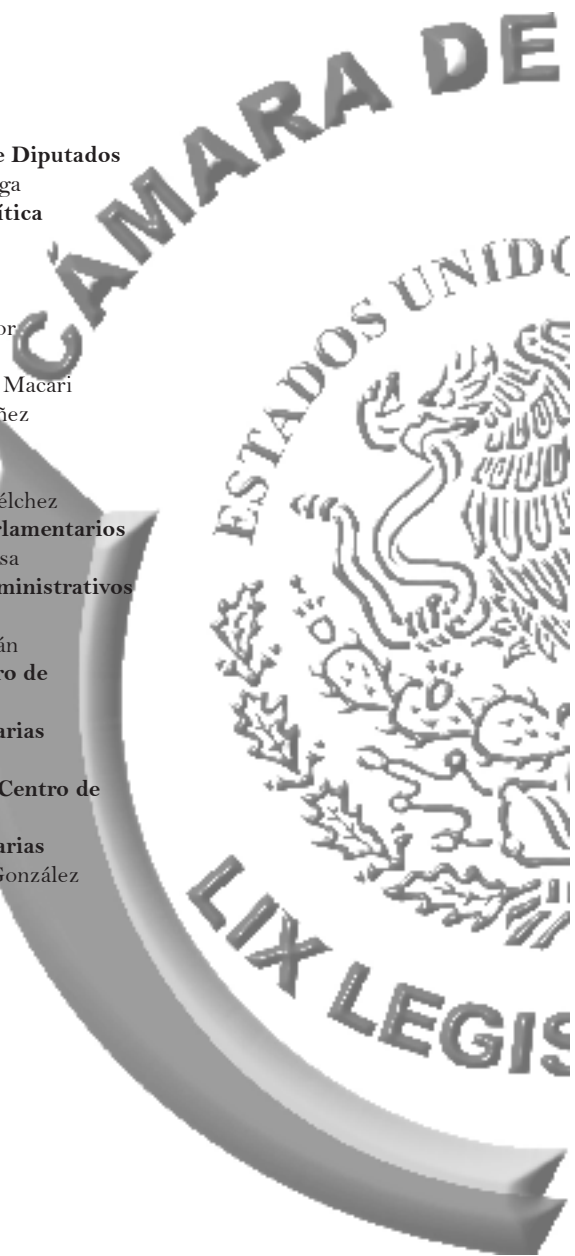 CÁMARA DE
e Diputados
ga
ítica
or
Macari
ñez
élchez
rlamentarios
sa
ministrativos
án
ro de
arias
Centro de
arias
González
ESTADOS UNIDO
LIX LEGIS